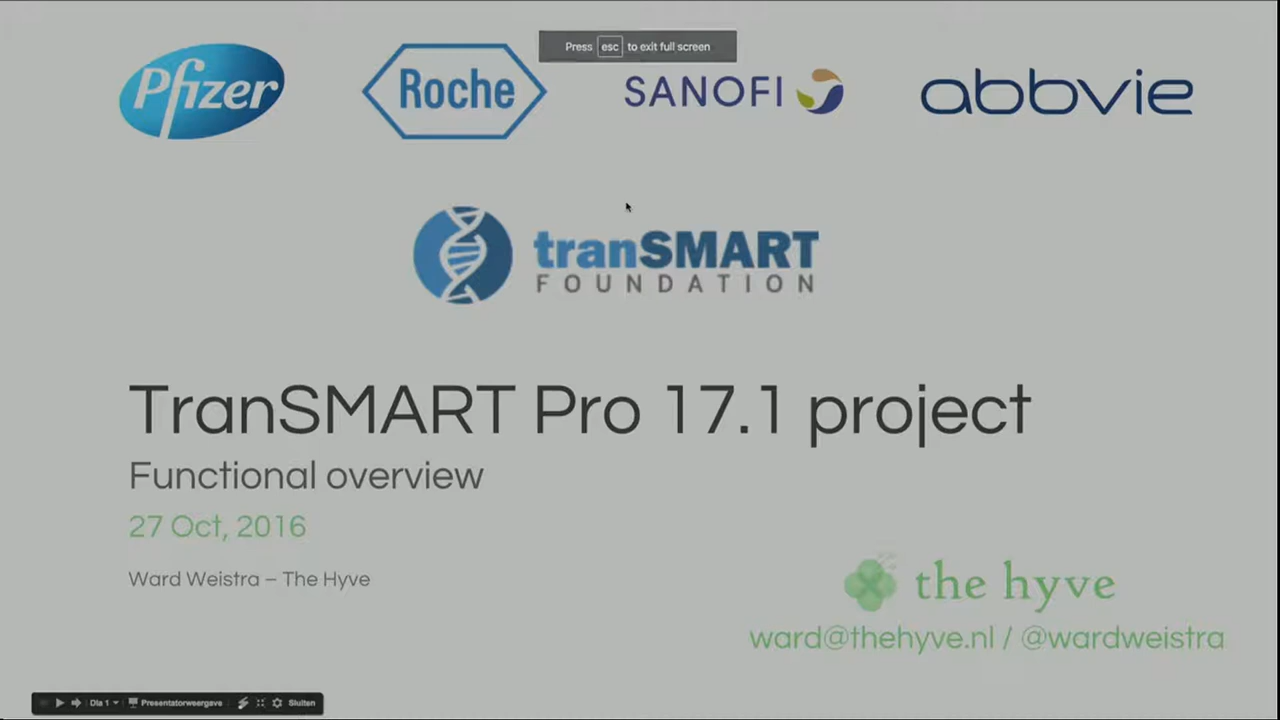 Press esc to exit full screen
Pfizer
Roche
SANOFI
abbvie
tranSMART
FOUNDATION
TranSMART Pro 17.1 project
Functional overview
27 Oct, 2016
Ward Weistra – The Hyve
the hyve
ward@thehyve.nl / @wardweistra
Dia 1 Presentatorweergave Sluiten